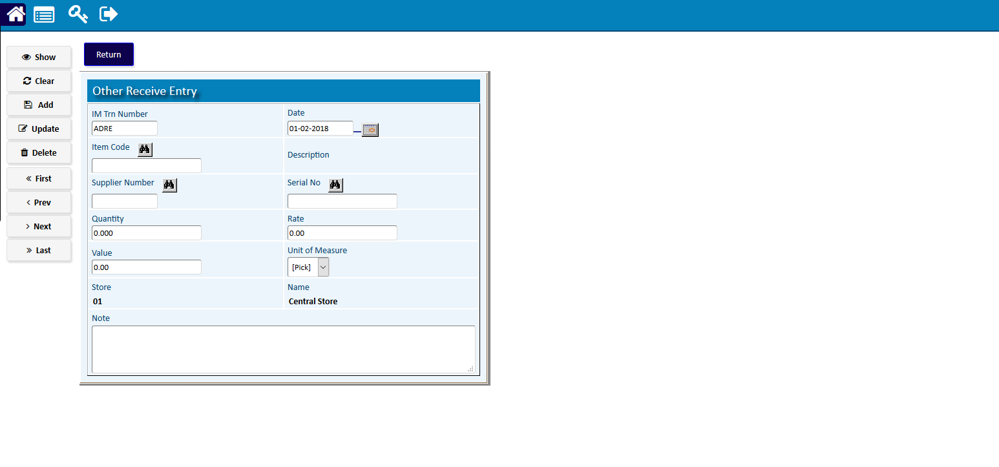 Return
Show
Clear
Add
Update
Delete
« First
‹ Prev
› Next
» Last
Other Receive Entry
IM Trn Number Date
ADRE 01-02-2018
Item Code Description
Supplier Number Serial No
Quantity Rate
0.000 0.00
Value Unit of Measure
0.00 [Pick]
Store Name
01 Central Store
Note